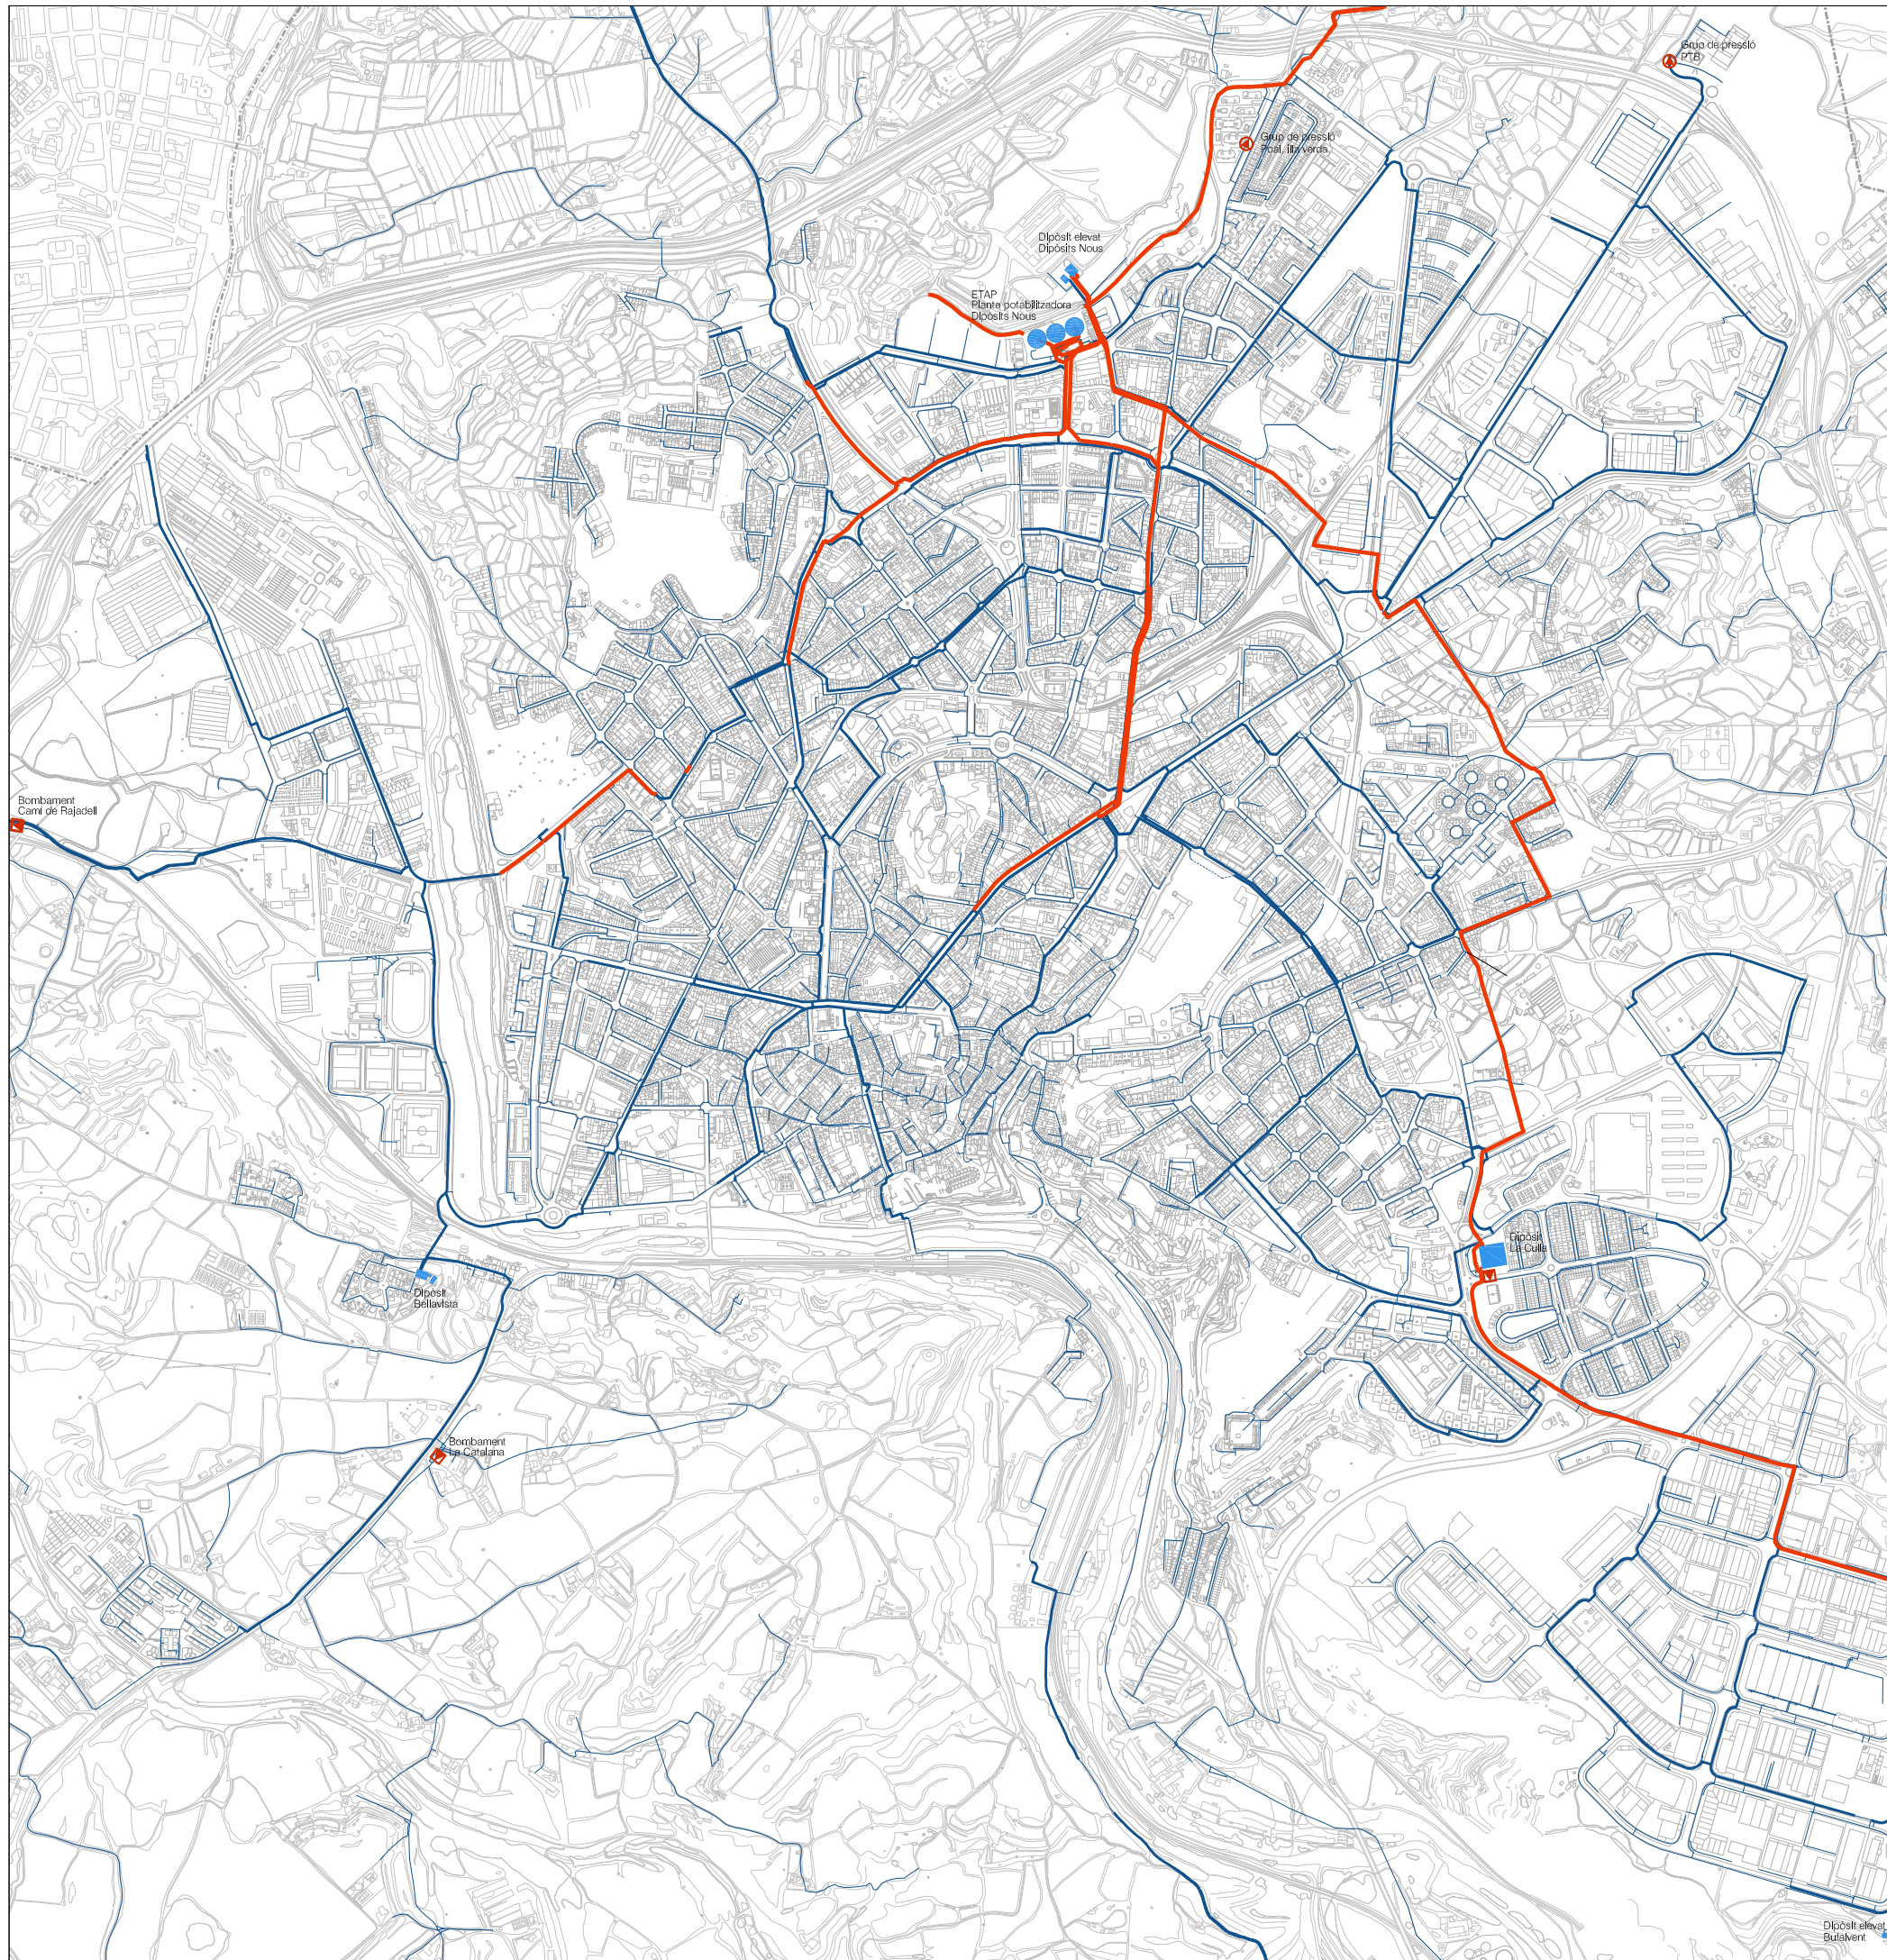 Grup de pressió
PTB
Grup de pressió
Poal, illa verda
Dipòsit elevat
Dipòsits Nous
ETAP
Planta potabilitzadora
Dipòsits Nous
Bombament
Camí de Rajadell
Dipòsit
La Culla
Dipòsit
Bellavista
Bombament
La Catalana
Dipòsit elevat
Bufalvent